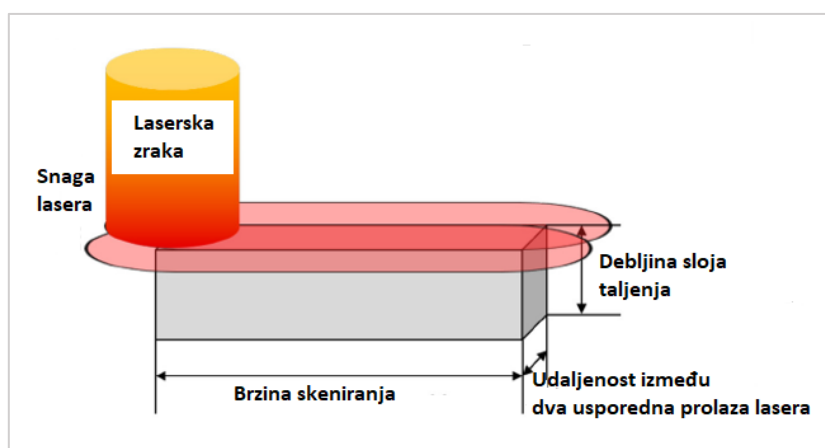 Laserska
zraka
Snaga
lasera
Debljina sloja
taljenja
Brzina skeniranja
Udaljenost između
dva usporedna prolaza lasera